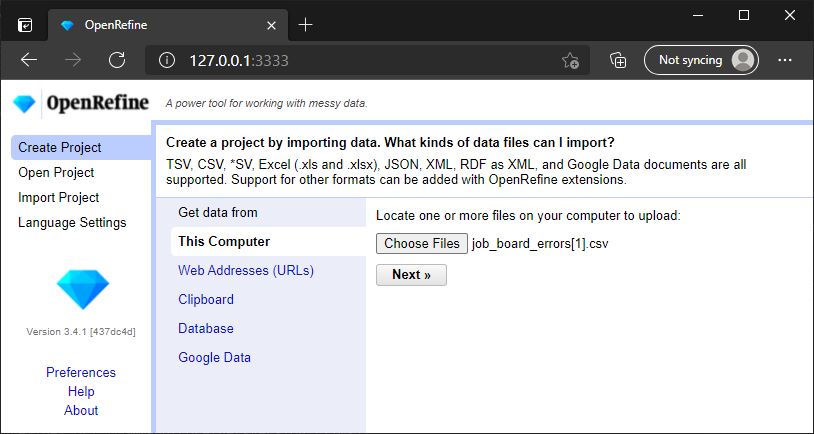 OpenRefine
127.0.0.1:3333
Not syncing
OpenRefine
A power tool for working with messy data.
Create Project
Open Project
Import Project
Language Settings
Version 3.4.1 [437dc4d]
Preferences
Help
About
Create a project by importing data. What kinds of data files can I import?
TSV, CSV, *SV, Excel (.xls and .xlsx), JSON, XML, RDF as XML, and Google Data documents are all
supported. Support for other formats can be added with OpenRefine extensions.
Get data from
This Computer
Web Addresses (URLs)
Clipboard
Database
Google Data
Locate one or more files on your computer to upload:
Choose Files job_board_errors[1].csv
Next »